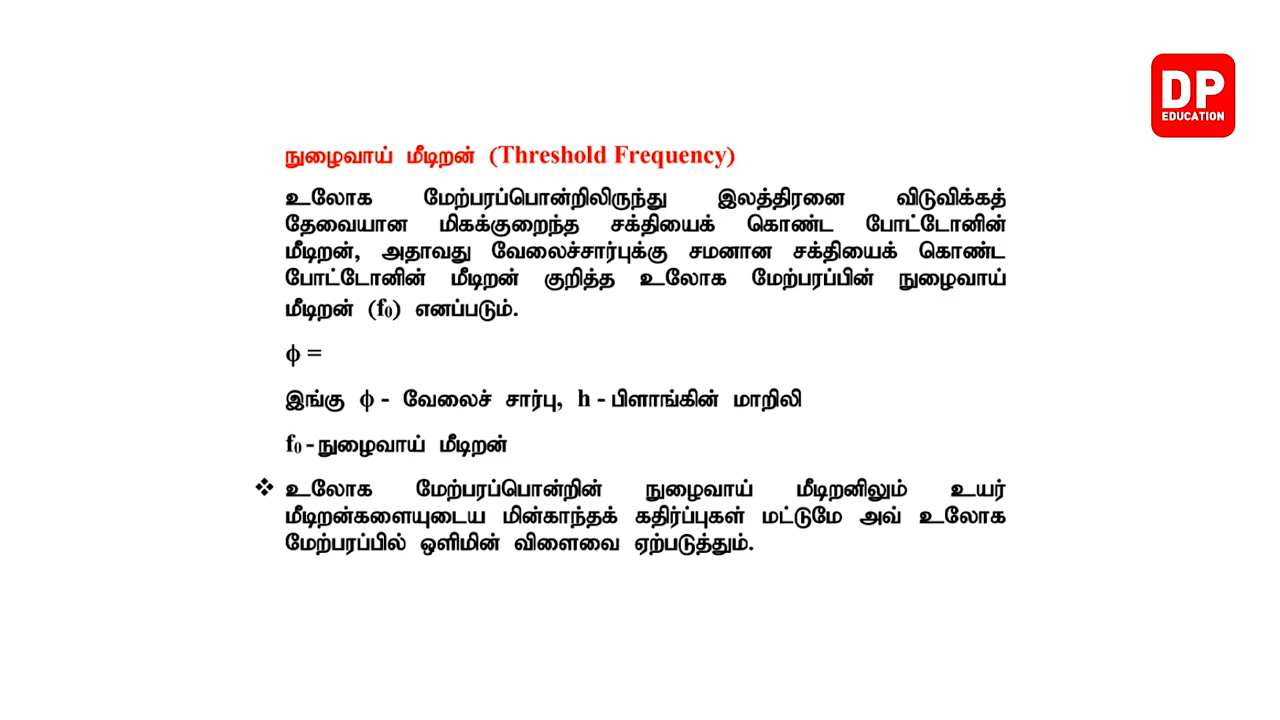 DP
EDUCATION
நுழைவாய் மீடிறன் (Threshold Frequency)
உலோக மேற்பரப்பொன்றிலிருந்து இலத்திரனை விடுவிக்கத்
தேவையான மிகக்குறைந்த சக்தியைக் கொண்ட போட்டோனின்
மீடிறன், அதாவது வேலைச்சார்புக்கு சமனான சக்தியைக் கொண்ட
போட்டோனின் மீடிறன் குறித்த உலோக மேற்பரப்பின் நுழைவாய்
மீடிறன் (f₀) எனப்படும்.
ϕ =
இங்கு ϕ - வேலைச் சார்பு, h - பிளாங்கின் மாறிலி
f₀ - நுழைவாய் மீடிறன்
❖ உலோக மேற்பரப்பொன்றின் நுழைவாய் மீடிறனிலும் உயர்
மீடிறன்களையுடைய மின்காந்தக் கதிர்ப்புகள் மட்டுமே அவ் உலோக
மேற்பரப்பில் ஒளிமின் விளைவை ஏற்படுத்தும்.